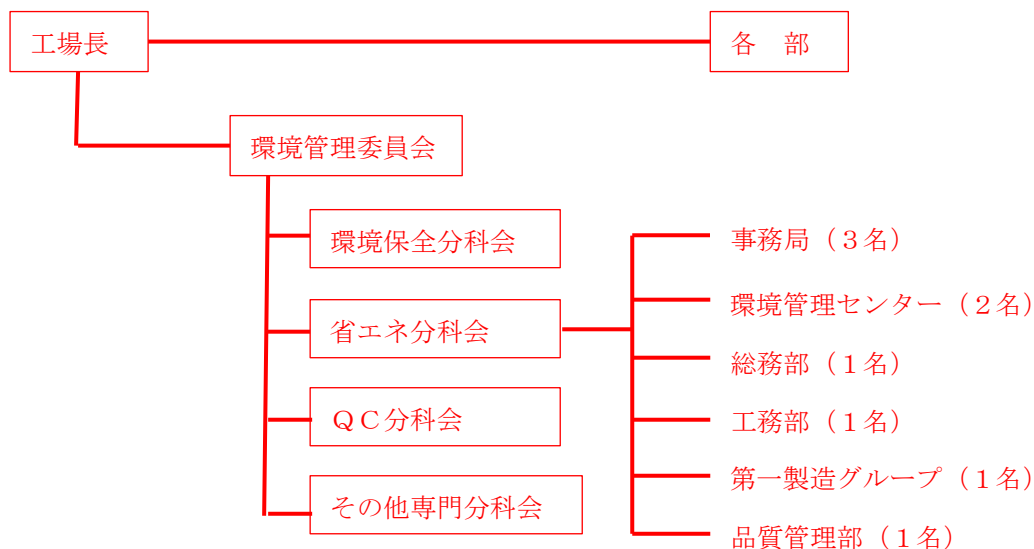 工場長
各　部
環境管理委員会
環境保全分科会
事務局（３名）
環境管理センター（２名）
省エネ分科会
総務部（１名）
ＱＣ分科会
工務部（１名）
第一製造グループ（１名）
その他専門分科会
品質管理部（１名）